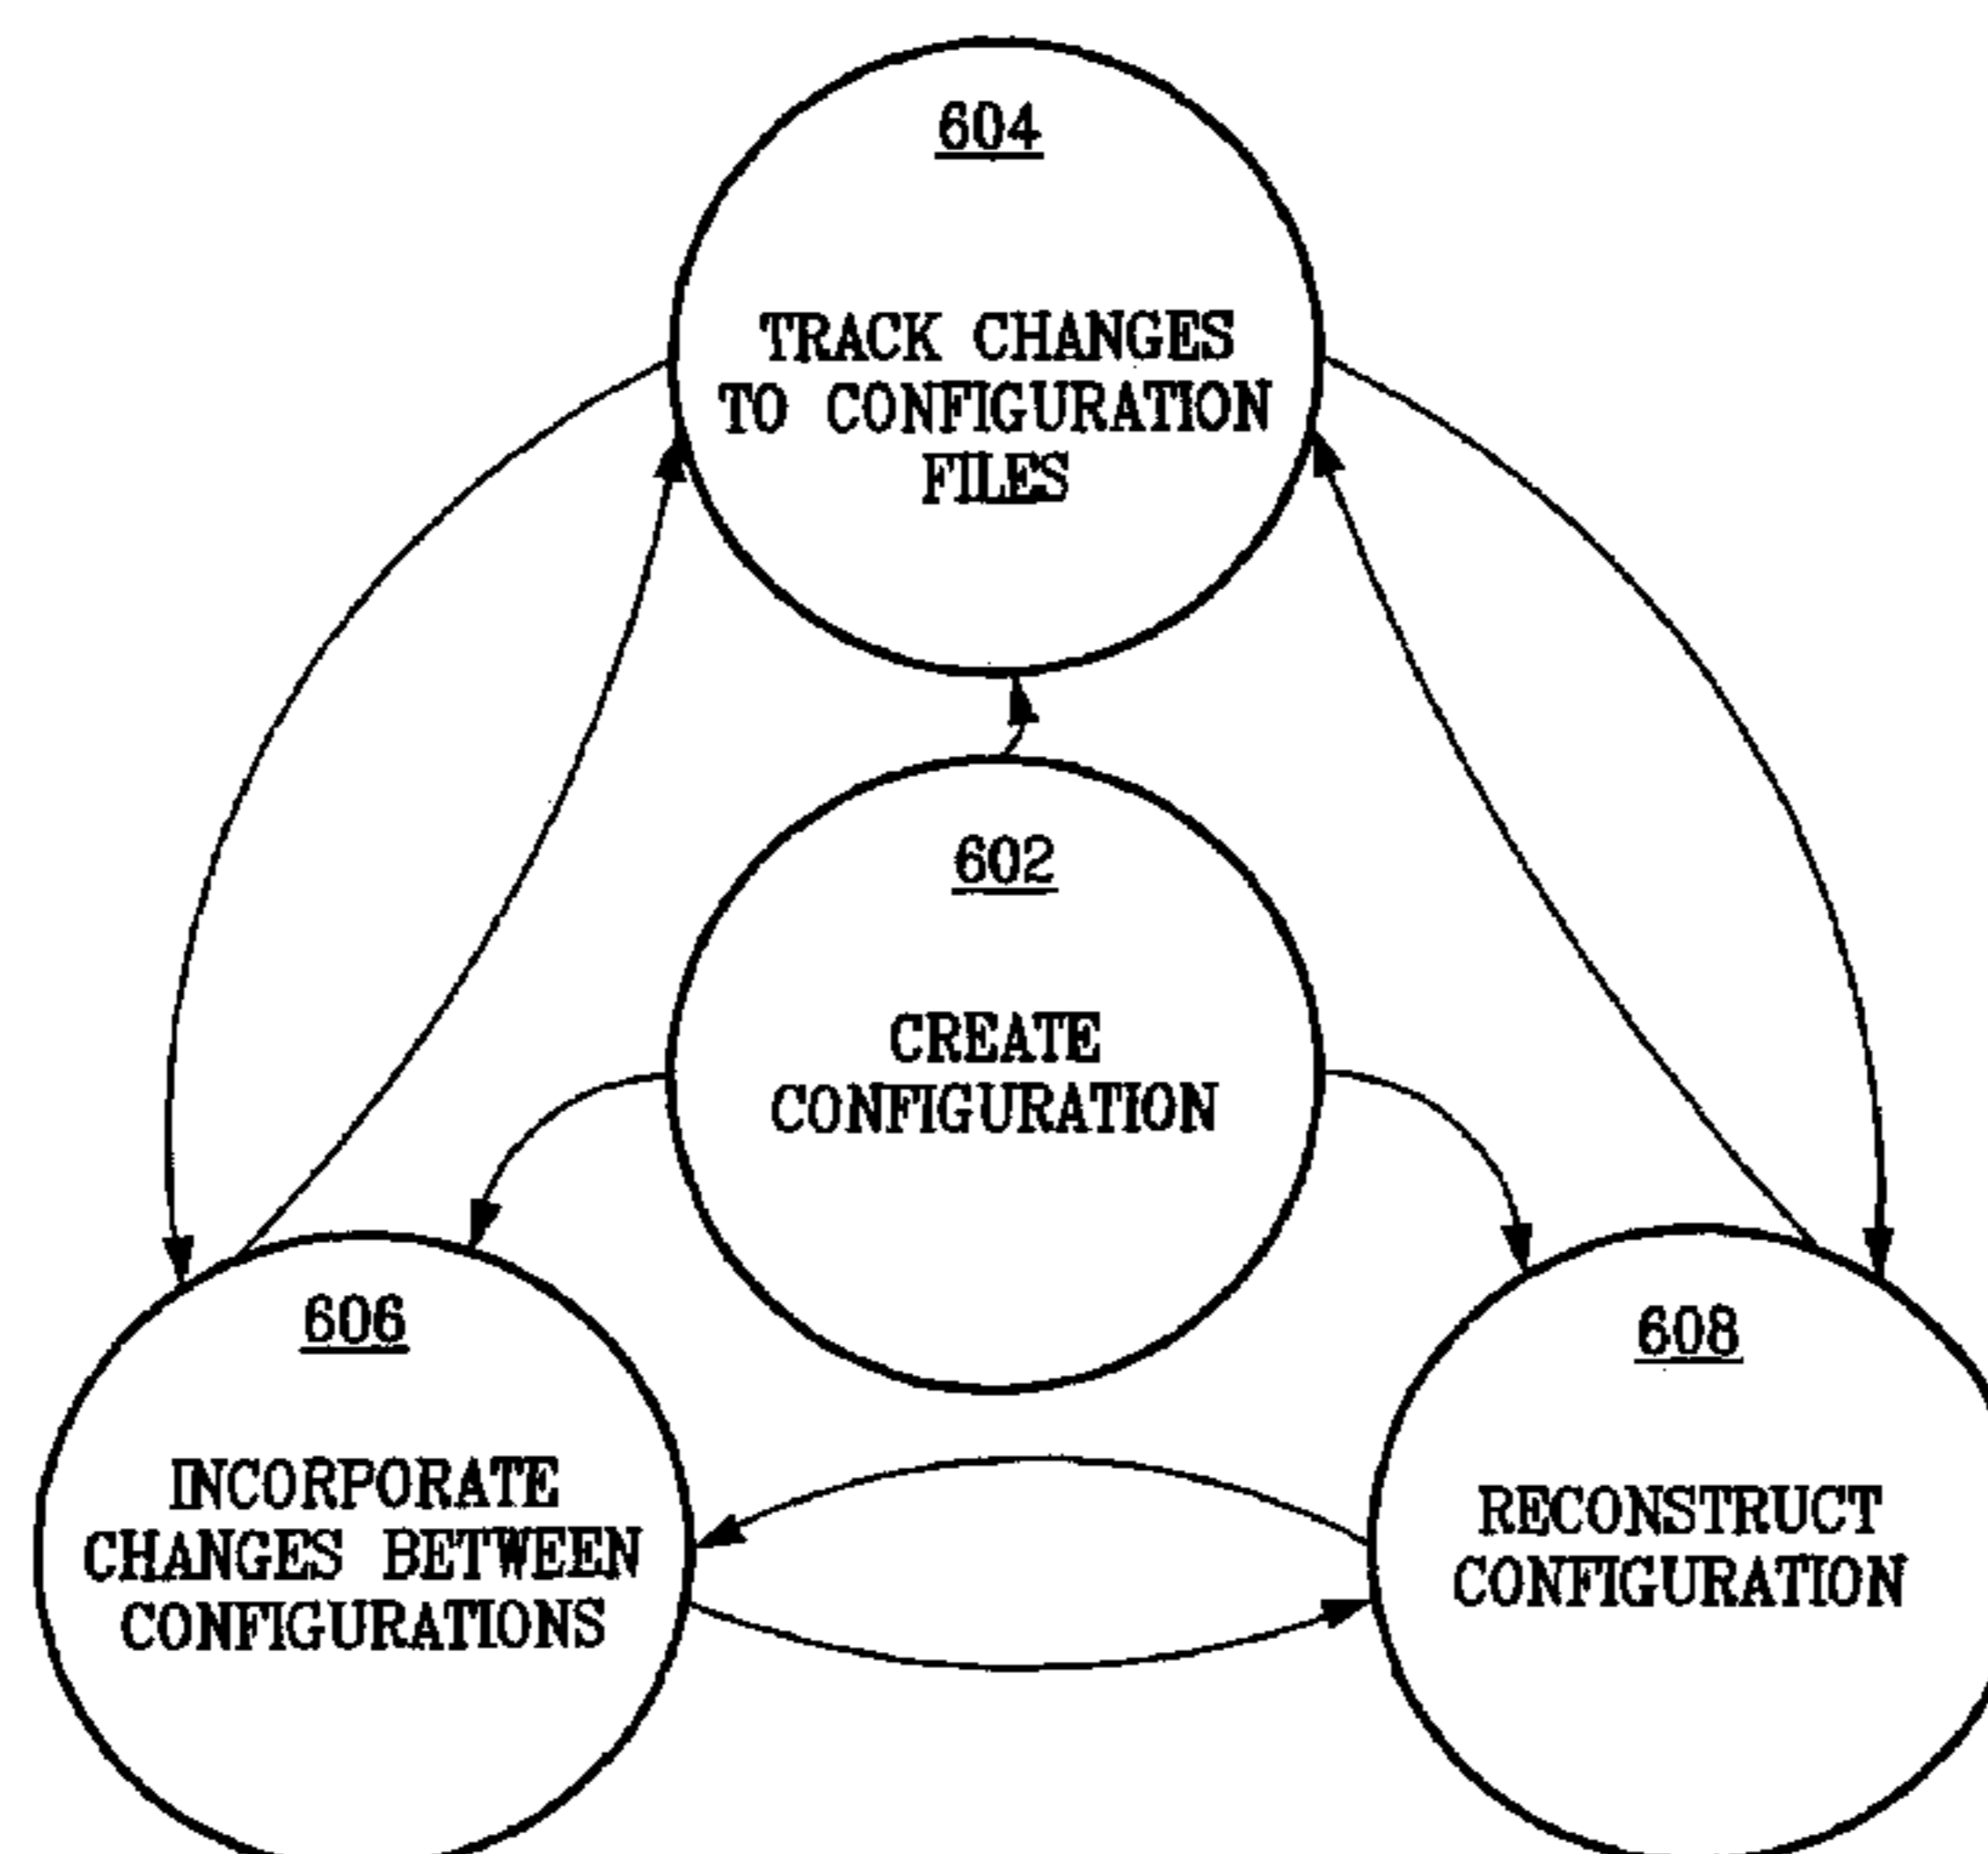 604
TRACK CHANGES
TO CONFIGURATION
FILES
602
CREATE
CONFIGURATION
606
INCORPORATE
CHANGES BETWEEN
CONFIGURATIONS
608
RECONSTRUCT
CONFIGURATION